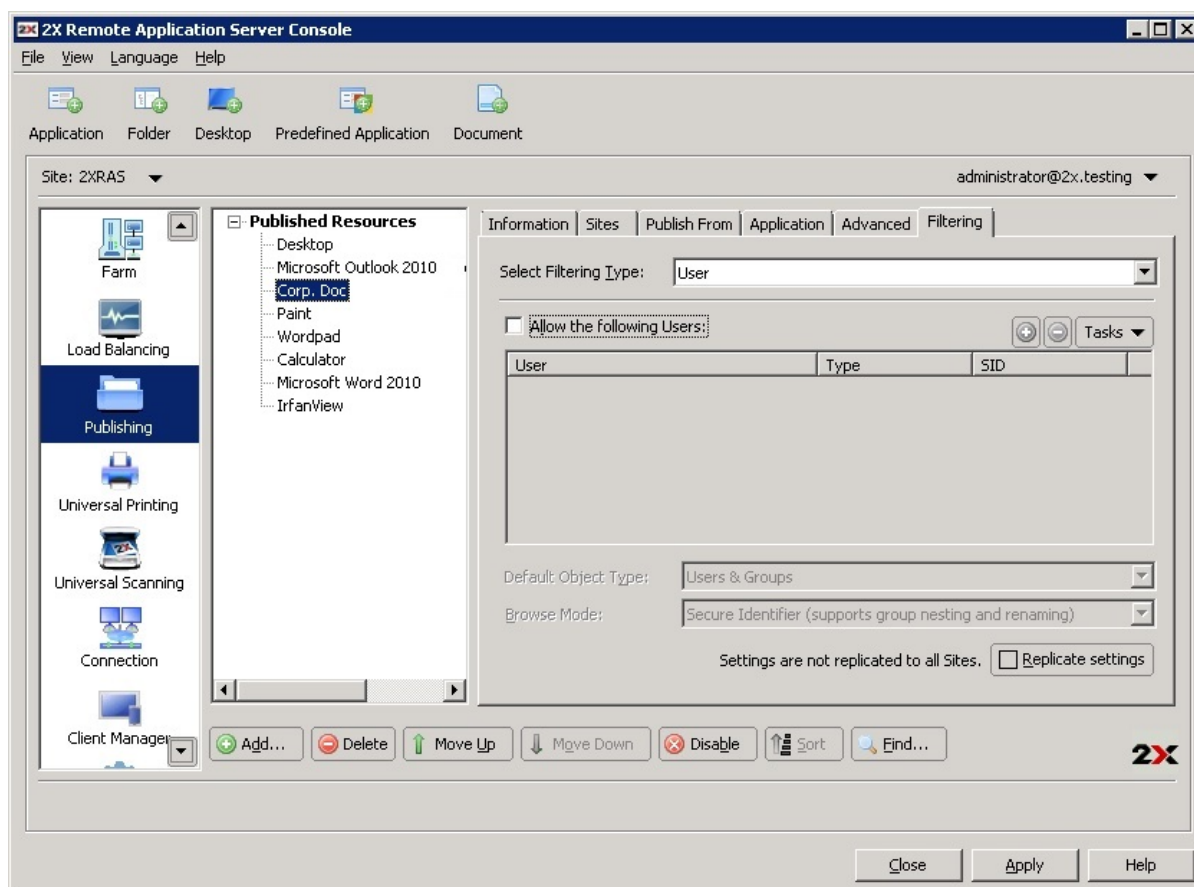 2X 2X Remote Application Server Console
File View Language Help
Application Folder Desktop Predefined Application Document
Site: 2XRAS administrator@2x.testing
Farm
Load Balancing
Publishing
Universal Printing
Universal Scanning
2X
Connection
Client Manager
Published Resources
Desktop
Microsoft Outlook 2010
Corp. Doc
Paint
Wordpad
Calculator
Microsoft Word 2010
IrfanView
Information Sites Publish From Application Advanced Filtering
Select Filtering Type: User
Allow the following Users: Tasks
User Type SID
Default Object Type: Users & Groups
Browse Mode: Secure Identifier (supports group nesting and renaming)
Settings are not replicated to all Sites. Replicate settings
Add... Delete Move Up Move Down Disable Sort Find...
2X
Close Apply Help